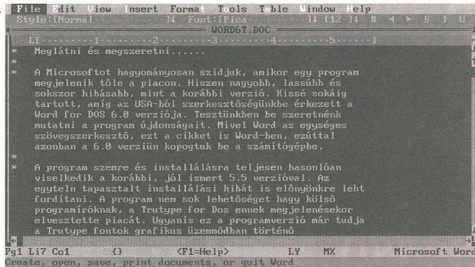 File Edit View Insert Format Tools Table Window Help
Style:[Normal Font:[Pica B I U
WORD6T.DOC
Meglátni és megszeretni......
A Microsoftot hagyományosan szidjuk, amikor egy program
megjelenik tőle a piacon. Hiszen nagyobb, lassúbb és
sokszor hibásabb, mint a korábbi verzió. Kissé sokáig
tartott, amíg az USA-ból szerkesztőségünkbe érkezett a
Word for DOS 6.0 verziója. Tesztünkben be szeretnénk
mutatni a program újdonságait. Mivel Word az egységes
szövegszerkesztő, ezt a cikket is Word-ben, ezúttal
azonban a 6.0 verziün kopogtuk be a számítógépbe.
A program szemre és installálásra teljesen hasonlóan
viselkedik a korábbi, jól ismert 5.5 verzióval. Az
egyteln tapasztalt installálási hibát is előnyönkre leht
fordítani. A program nem sok lehetőséget hagy külső
programíróknak, a Trutype for Dos ennek megjelenésekor
elvesztette piacát. Ugyanis ez a programverzió már tudja
a Trutype fontok grafikus üzemmódban történő
Pg1 Li7 Co1 {} <F1=Help> LY MX Microsoft Word
Create, open, save, print documents, or quit Word